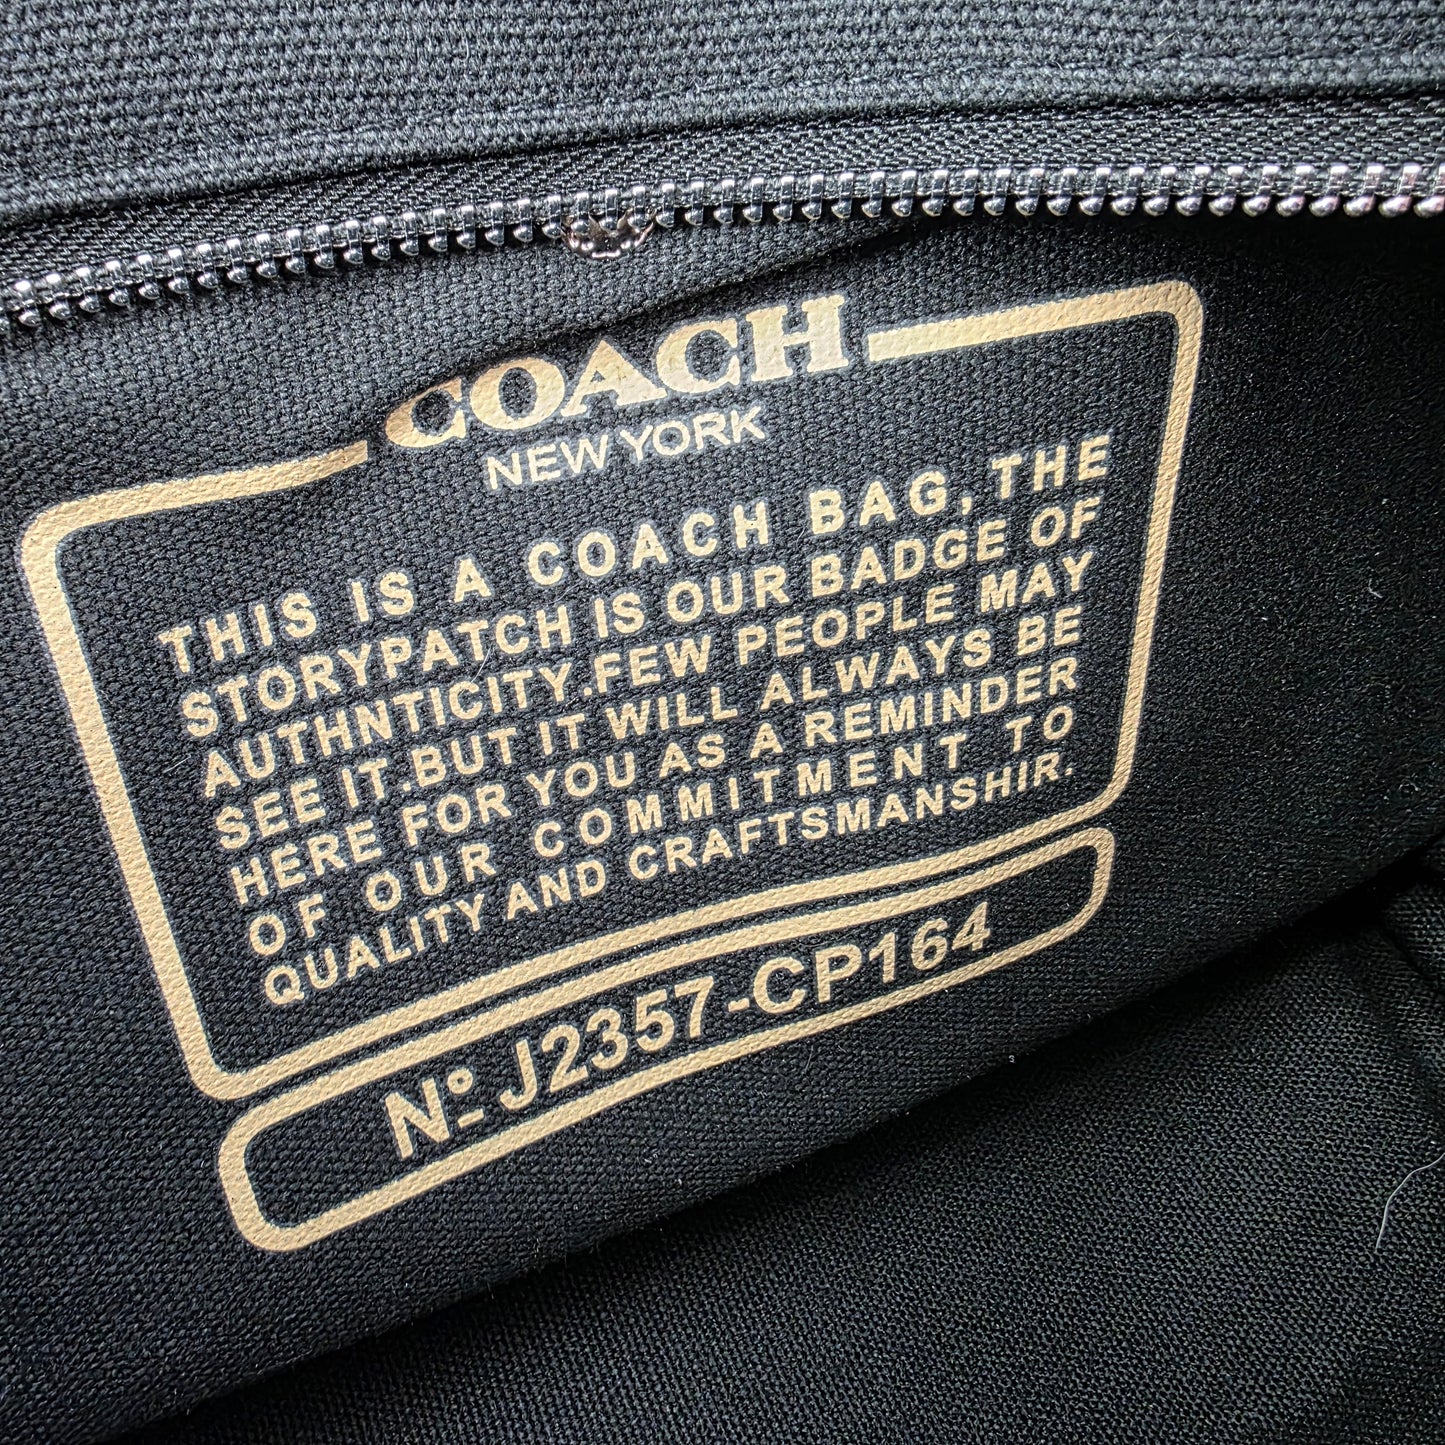 COACH
NEW YORK
THIS IS A COACH BAG, THE
STORYPATCH IS OUR BADGE OF
AUTHNTICITY.FEW PEOPLE MAY
SEE IT.BUT IT WILL ALWAYS BE
HERE FOR YOU AS A REMINDER
OF OUR COMMITMENT TO
QUALITY AND CRAFTSMANSHIR.
Nº J2357-CP164